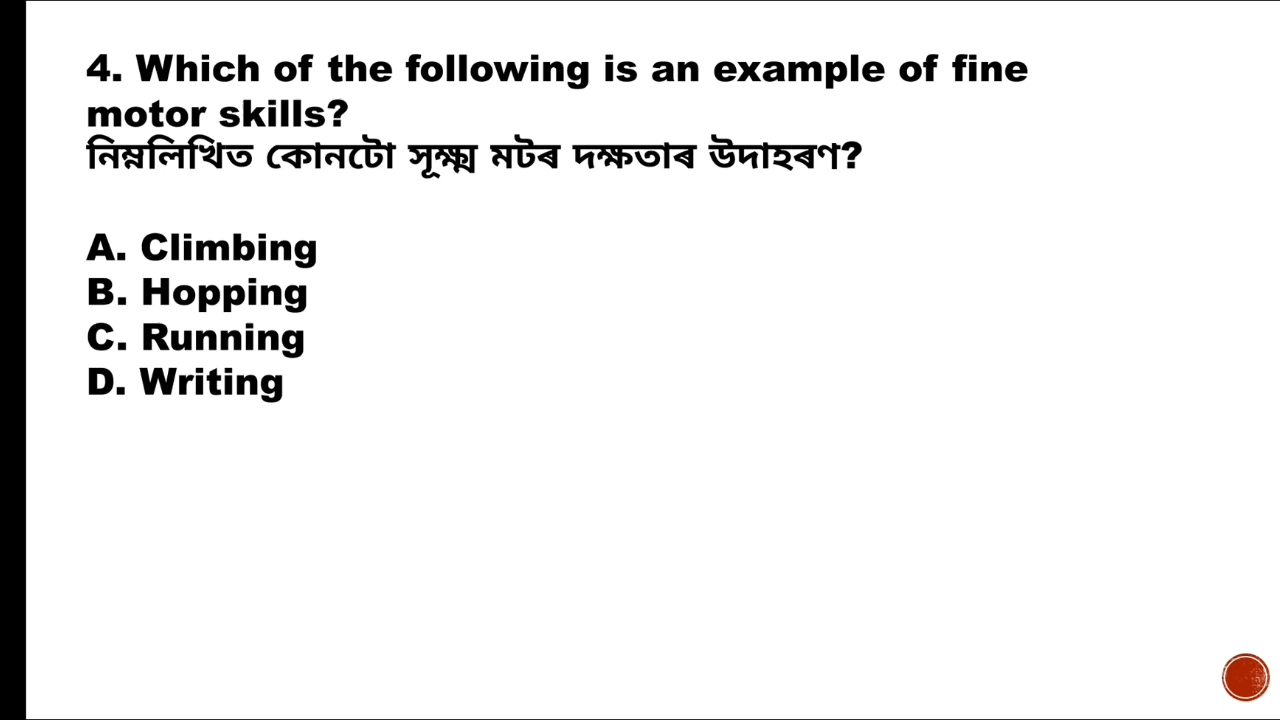 4. Which of the following is an example of fine
motor skills?
নিম্নলিখিত কোনটো সূক্ষ্ম মটৰ দক্ষতাৰ উদাহৰণ?
A. Climbing
B. Hopping
C. Running
D. Writing